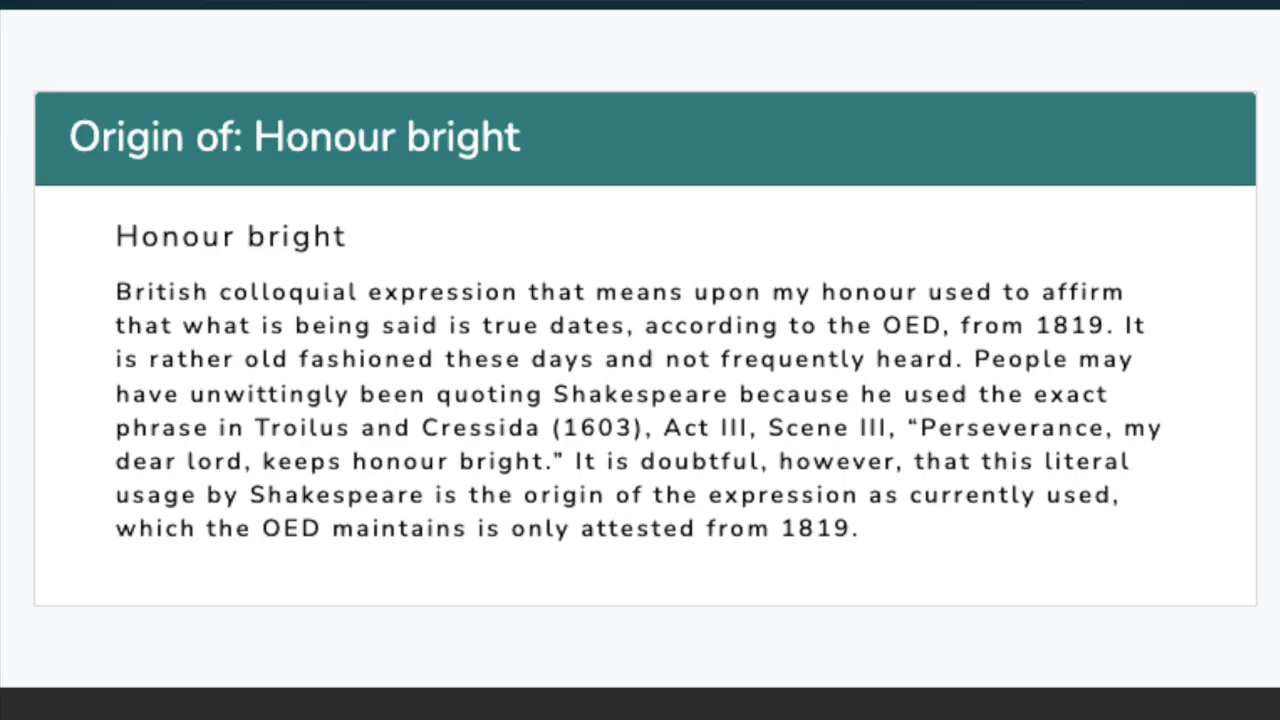 Origin of: Honour bright
Honour bright
British colloquial expression that means upon my honour used to affirm
that what is being said is true dates, according to the OED, from 1819. It
is rather old fashioned these days and not frequently heard. People may
have unwittingly been quoting Shakespeare because he used the exact
phrase in Troilus and Cressida (1603), Act III, Scene III, “Perseverance, my
dear lord, keeps honour bright.” It is doubtful, however, that this literal
usage by Shakespeare is the origin of the expression as currently used,
which the OED maintains is only attested from 1819.